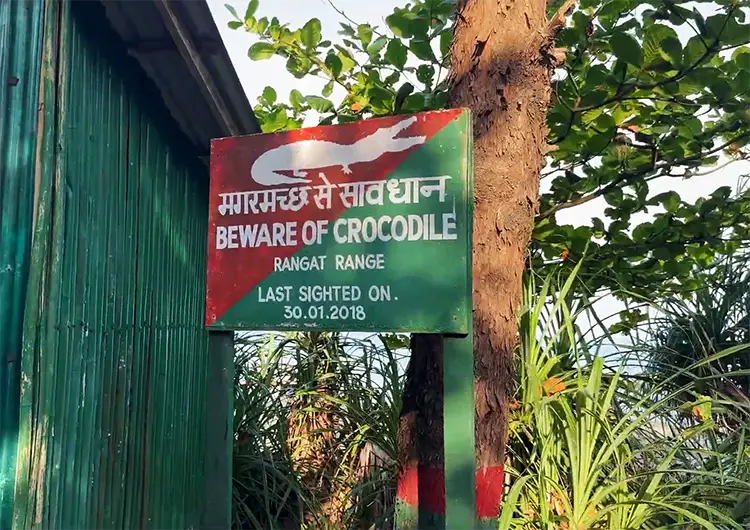 मगरमच्छ से सावधान
BEWARE OF CROCODILE
RANGAT RANGE
LAST SIGHTED ON.
30.01.2018